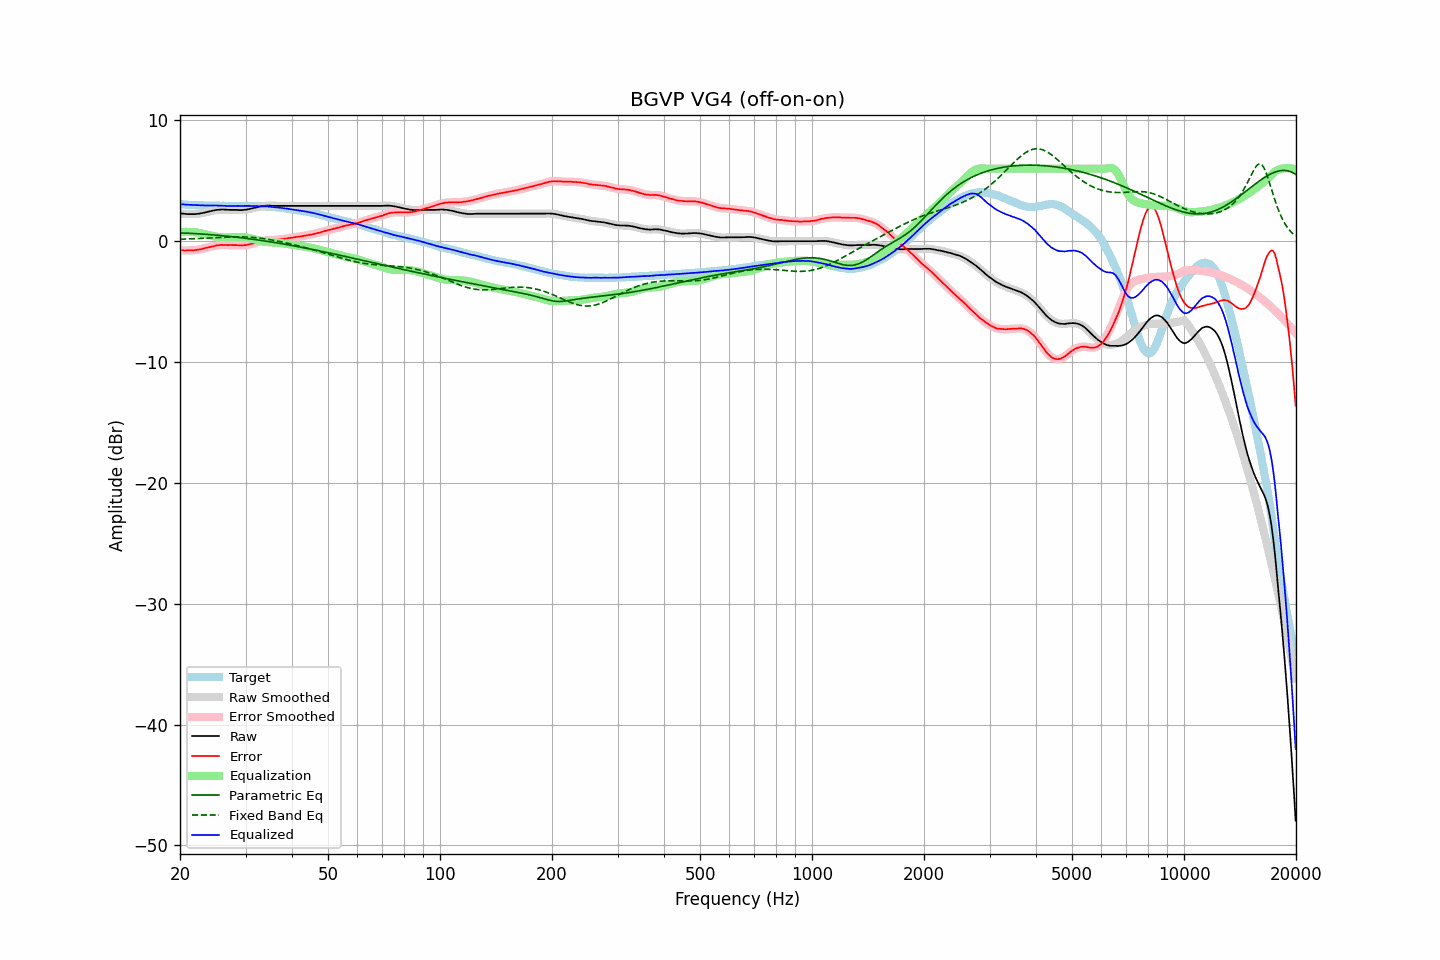 BGVP VG4 (off-on-on)
10
0
−10
−20
−30
−40
−50
Amplitude (dBr)
20
50
100
200
500
1000
2000
5000
10000
20000
Frequency (Hz)
Target
Raw Smoothed
Error Smoothed
Raw
Error
Equalization
Parametric Eq
Fixed Band Eq
Equalized